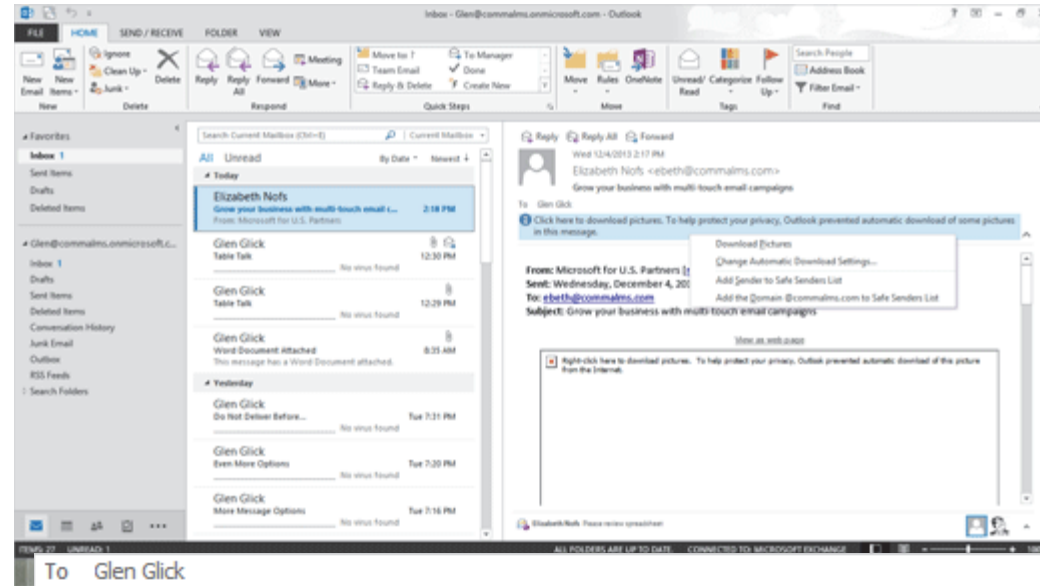 Inbox - Glen@commalms.onmicrosoft.com - Outlook
FILE HOME SEND / RECEIVE FOLDER VIEW
New Email
New Items
Ignore
Clean Up
Junk
Delete
Reply
Reply All
Forward
Meeting
More
Move to: ?
Team Email
Reply & Delete
To Manager
Done
Create New
Move
Rules
OneNote
Unread/ Read
Categorize
Follow Up
Search People
Address Book
Filter Email
New Delete Respond Quick Steps Move Tags Find
Favorites
Inbox 1
Sent Items
Drafts
Deleted Items
Glen@commalms.onmicrosoft.c...
Inbox 1
Drafts
Sent Items
Deleted Items
Conversation History
Junk Email
Outbox
RSS Feeds
Search Folders
Search Current Mailbox (Ctrl+E) Current Mailbox
All Unread By Date Newest
Today
Elizabeth Nofs
Grow your business with multi-touch email c... 2:18 PM
From: Microsoft for U.S. Partners
Glen Glick
Table Talk 12:30 PM
No virus found
Glen Glick
Table Talk 12:29 PM
No virus found
Glen Glick
Word Document Attached 8:35 AM
This message has a Word Document attached.
Yesterday
Glen Glick
Do Not Deliver Before... Tue 7:31 PM
No virus found
Glen Glick
Even More Options Tue 7:20 PM
No virus found
Glen Glick
More Message Options Tue 7:16 PM
No virus found
Reply Reply All Forward
Wed 12/4/2013 2:17 PM
Elizabeth Nofs <ebeth@commalms.com>
Grow your business with multi-touch email campaigns
To Glen Glick
Click here to download pictures. To help protect your privacy, Outlook prevented automatic download of some pictures
in this message.
Download Pictures
Change Automatic Download Settings...
Add Sender to Safe Senders List
Add the Domain @commalms.com to Safe Senders List
From: Microsoft for U.S. Partners
Sent: Wednesday, December 4, 201
To: ebeth@commalms.com
Subject: Grow your business with multi-touch email campaigns
View as web page
Right-click here to download pictures. To help protect your privacy, Outlook prevented automatic download of this picture
from the Internet.
Elizabeth Nofs Please review spreadsheet
ITEMS: 27 UNREAD: 1 ALL FOLDERS ARE UP TO DATE. CONNECTED TO: MICROSOFT EXCHANGE
To Glen Glick